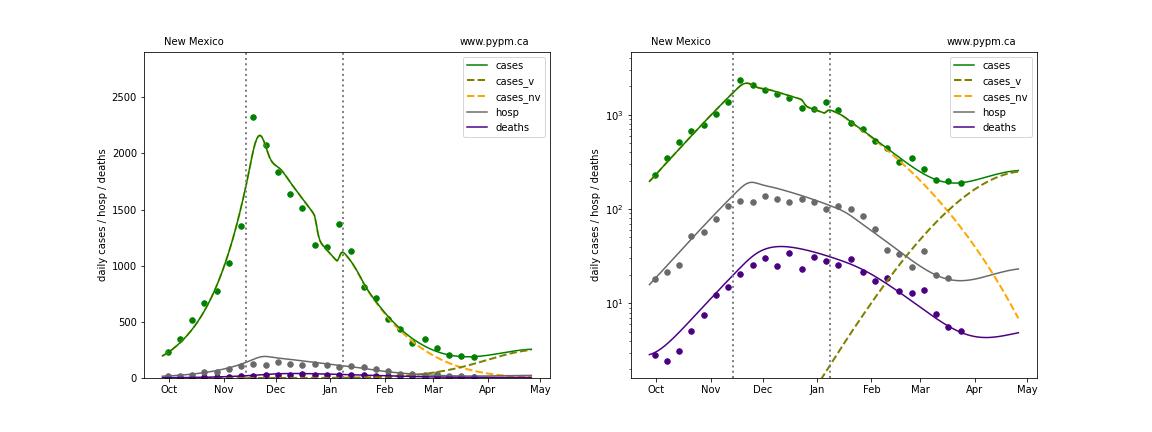 New Mexico www.pypm.ca
daily cases / hosp / deaths
2500
2000
1500
1000
500
0
Oct Nov Dec Jan Feb Mar Apr May
cases
cases_v
cases_nv
hosp
deaths
New Mexico www.pypm.ca
daily cases / hosp / deaths
10³
10²
10¹
Oct Nov Dec Jan Feb Mar Apr May
cases
cases_v
cases_nv
hosp
deaths